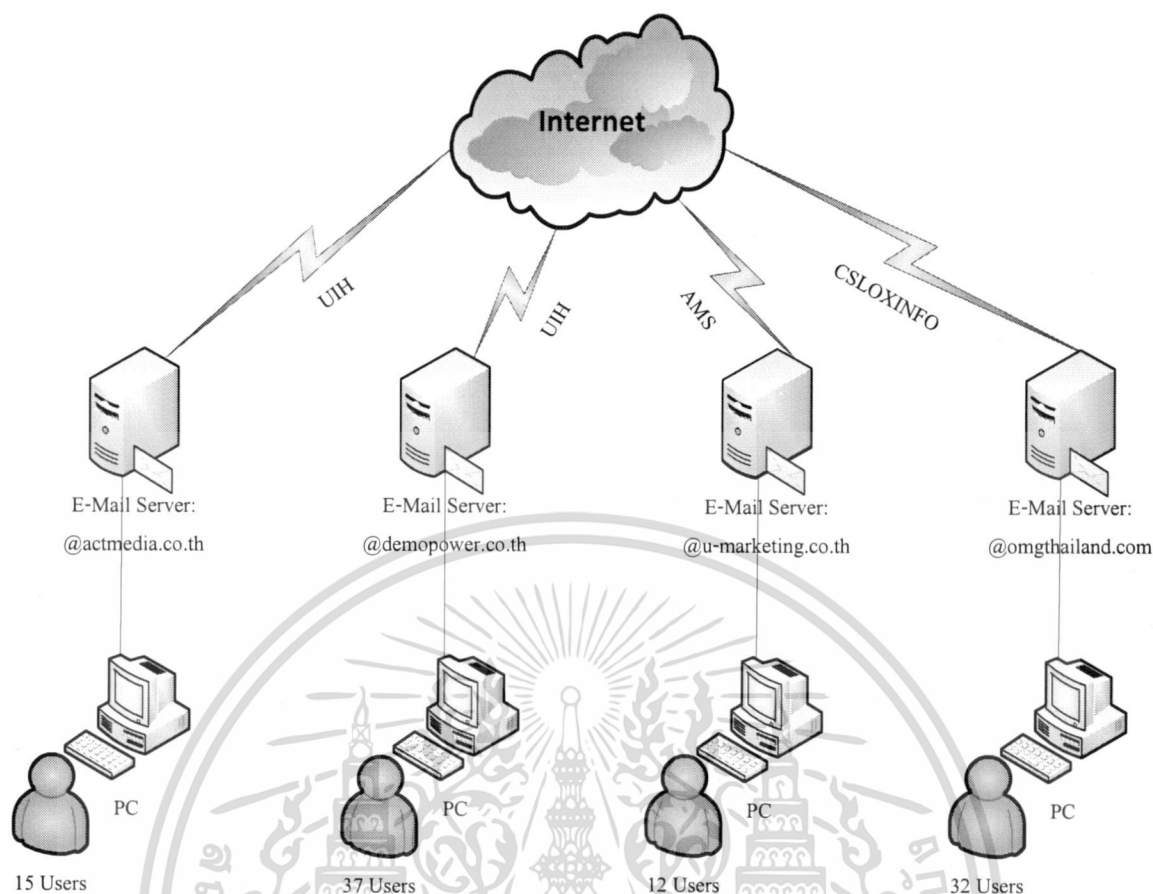 Internet
UIH
UIH
AMS
CSLOXINFO
E-Mail Server:
@actmedia.co.th
E-Mail Server:
@demopower.co.th
E-Mail Server:
@u-marketing.co.th
E-Mail Server:
@omgthailand.com
PC
PC
PC
PC
15 Users
37 Users
12 Users
32 Users